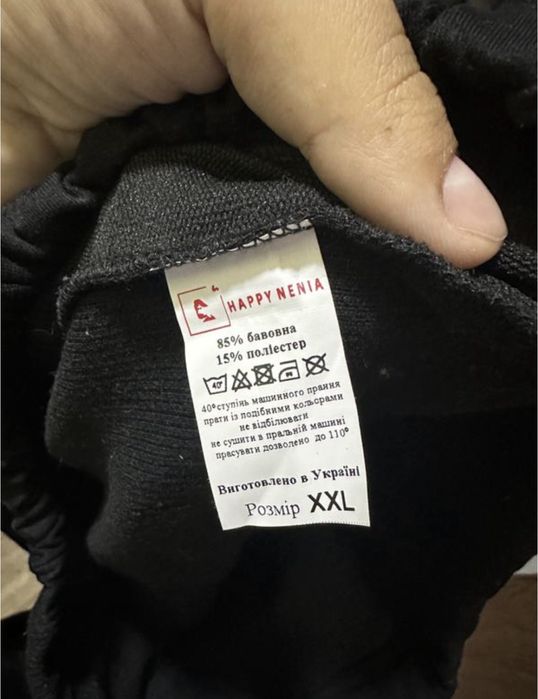 HAPPY NENIA
85% бавовна
15% поліестер
40°
40°ступінь машинного прання
прати із подібними кольорами
не відбілювати
не сушити в пральній машині
прасувати дозволено до 110°
Виготовлено в Україні
Розмір XXL